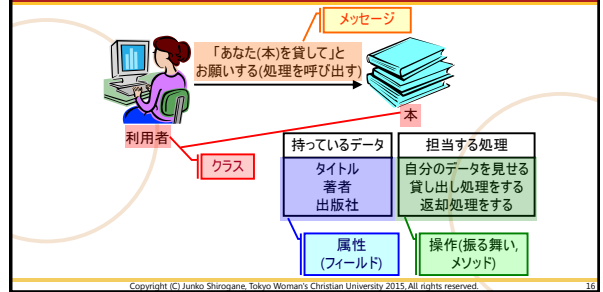 メッセージ
「あなた(本)を貸して」と
お願いする(処理を呼び出す)
利用者
本
クラス
持っているデータ
タイトル
著者
出版社
担当する処理
自分のデータを見せる
貸し出し処理をする
返却処理をする
属性
(フィールド)
操作(振る舞い,
メソッド)
Copyright (C) Junko Shirogane, Tokyo Woman's Christian University 2015, All rights reserved.
16